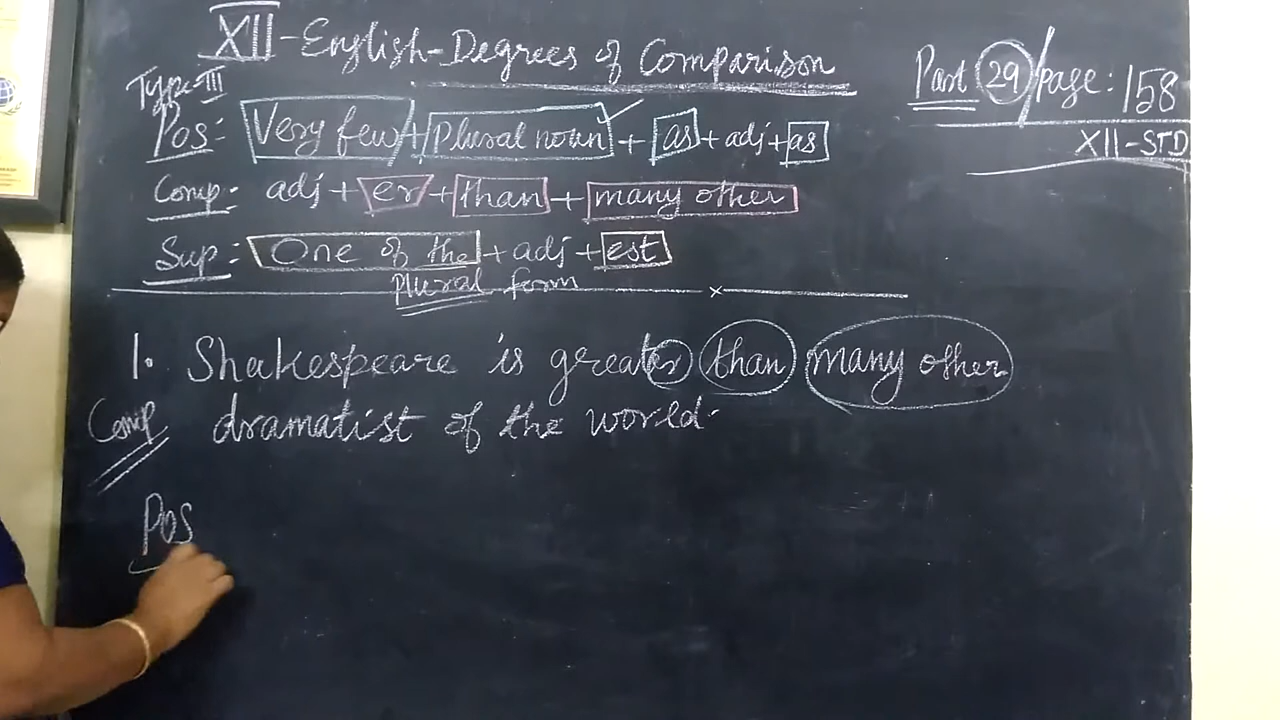 XII-English-Degrees of Comparison
Part 29/page: 158
XII-STD
Type-III
Pos: Very few + Plural noun ✓ + as + adj + as
Comp: adj + er + than + many other
Sup: One of the + adj + est
plural form
1. Shakespeare is greater than many other
Comp dramatist of the world.
Pos